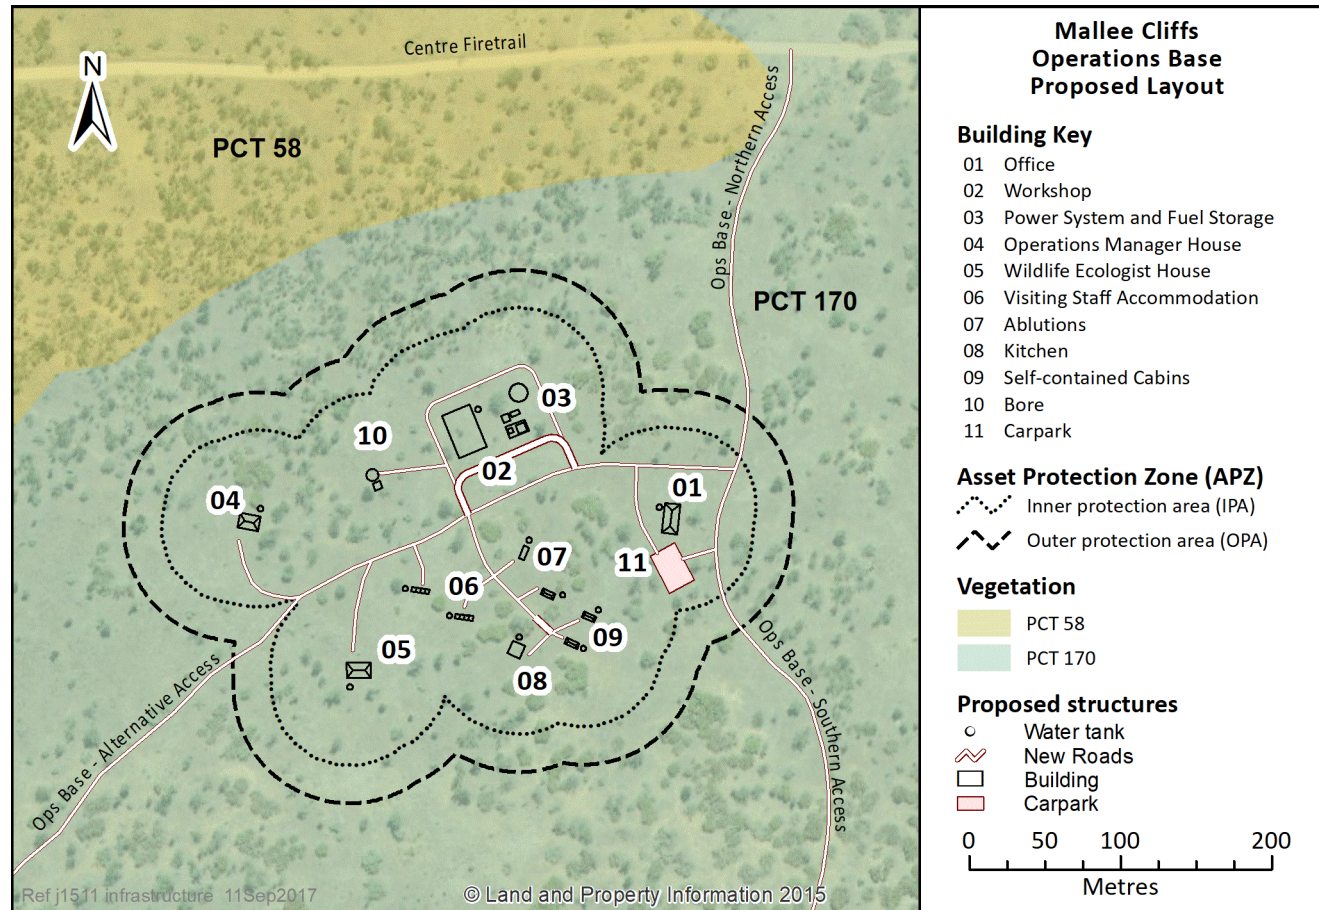 Centre Firetrail
N
PCT 58
Ops Base - Northern Access
PCT 170
03
10
02
04
01
07
11
06
09
05
08
Ops Base - Alternative Access
Ops Base - Southern Access
Ref j1511 infrastructure 11Sep2017
© Land and Property Information 2015
Mallee Cliffs
Operations Base
Proposed Layout
Building Key
01 Office
02 Workshop
03 Power System and Fuel Storage
04 Operations Manager House
05 Wildlife Ecologist House
06 Visiting Staff Accommodation
07 Ablutions
08 Kitchen
09 Self-contained Cabins
10 Bore
11 Carpark
Asset Protection Zone (APZ)
Inner protection area (IPA)
Outer protection area (OPA)
Vegetation
PCT 58
PCT 170
Proposed structures
Water tank
New Roads
Building
Carpark
0 50 100 200
Metres